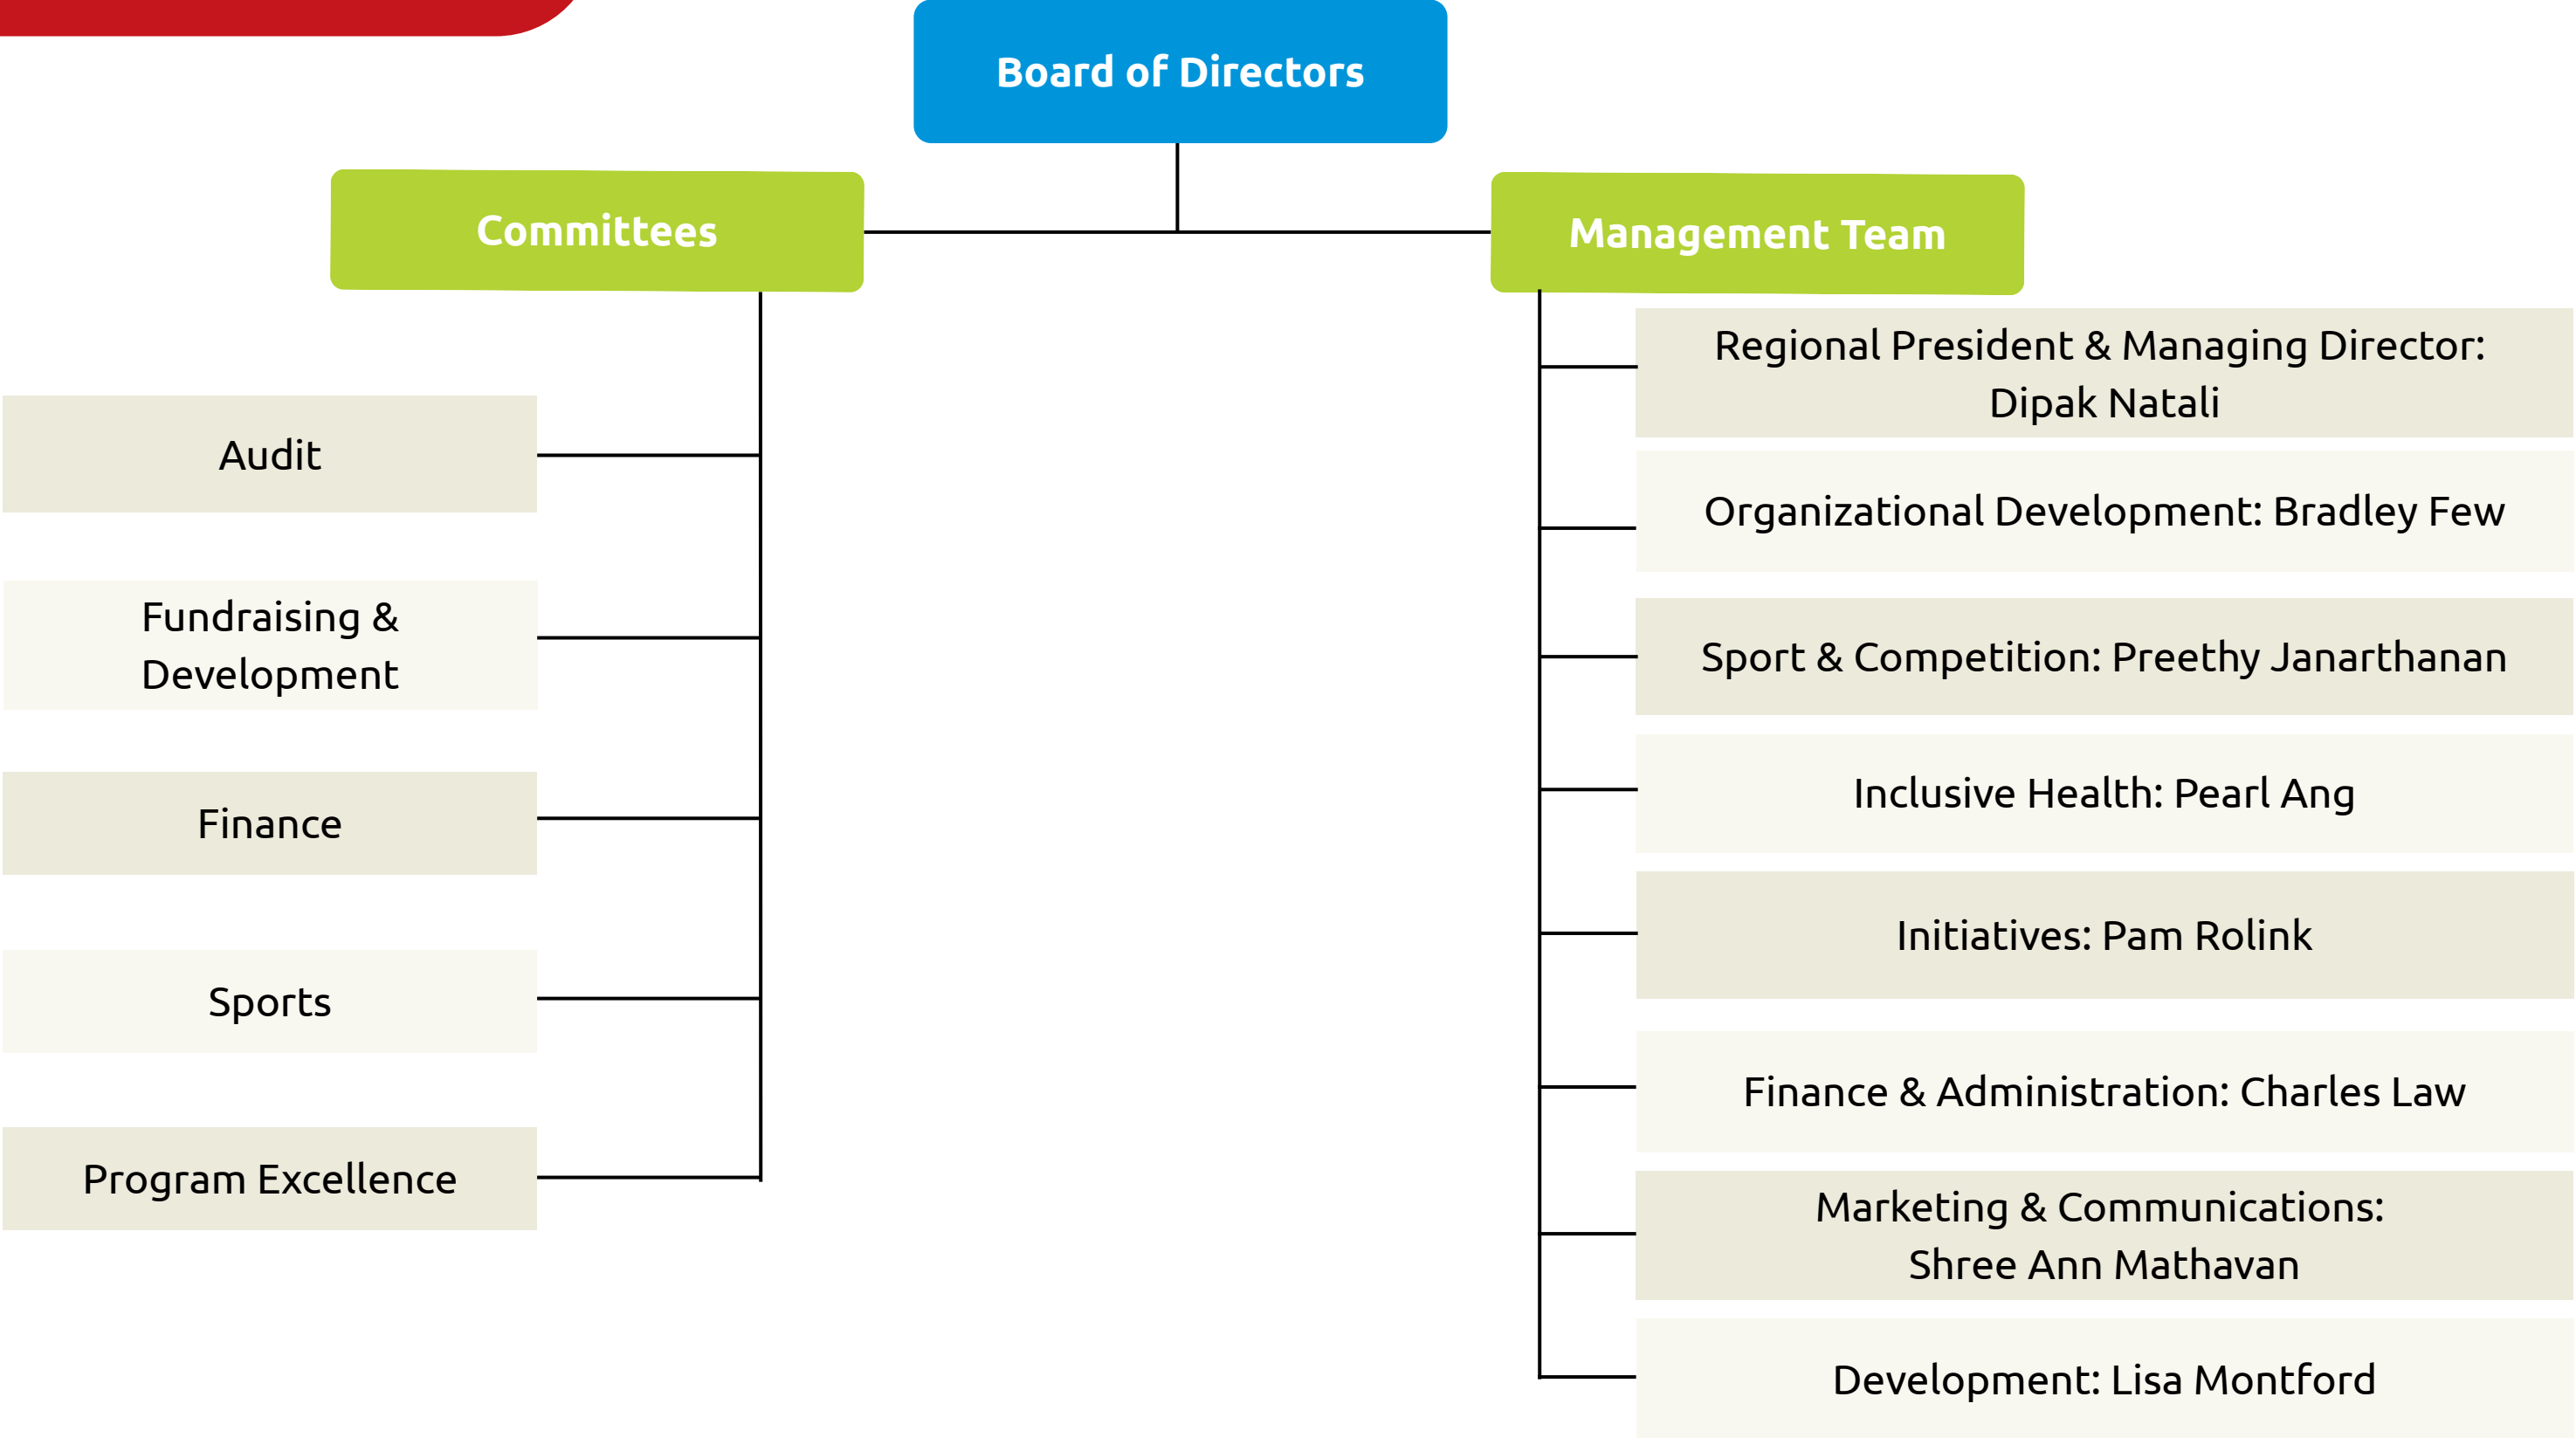 Board of Directors
Committees
Management Team
Audit
Fundraising &
Development
Finance
Sports
Program Excellence
Regional President & Managing Director:
Dipak Natali
Organizational Development: Bradley Few
Sport & Competition: Preethy Janarthanan
Inclusive Health: Pearl Ang
Initiatives: Pam Rolink
Finance & Administration: Charles Law
Marketing & Communications:
Shree Ann Mathavan
Development: Lisa Montford